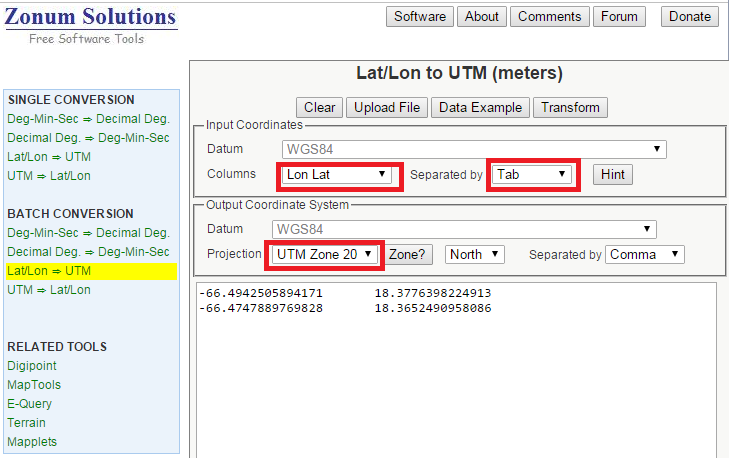 Zonum Solutions
Free Software Tools
Software About Comments Forum Donate
SINGLE CONVERSION
Deg-Min-Sec ⇒ Decimal Deg.
Decimal Deg. ⇒ Deg-Min-Sec
Lat/Lon ⇒ UTM
UTM ⇒ Lat/Lon
BATCH CONVERSION
Deg-Min-Sec ⇒ Decimal Deg.
Decimal Deg. ⇒ Deg-Min-Sec
Lat/Lon ⇒ UTM
UTM ⇒ Lat/Lon
RELATED TOOLS
Digipoint
MapTools
E-Query
Terrain
Mapplets
Lat/Lon to UTM (meters)
Clear Upload File Data Example Transform
Input Coordinates
Datum WGS84
Columns Lon Lat Separated by Tab Hint
Output Coordinate System
Datum WGS84
Projection UTM Zone 20 Zone? North Separated by Comma
-66.4942505894171 18.3776398224913
-66.4747889769828 18.3652490958086